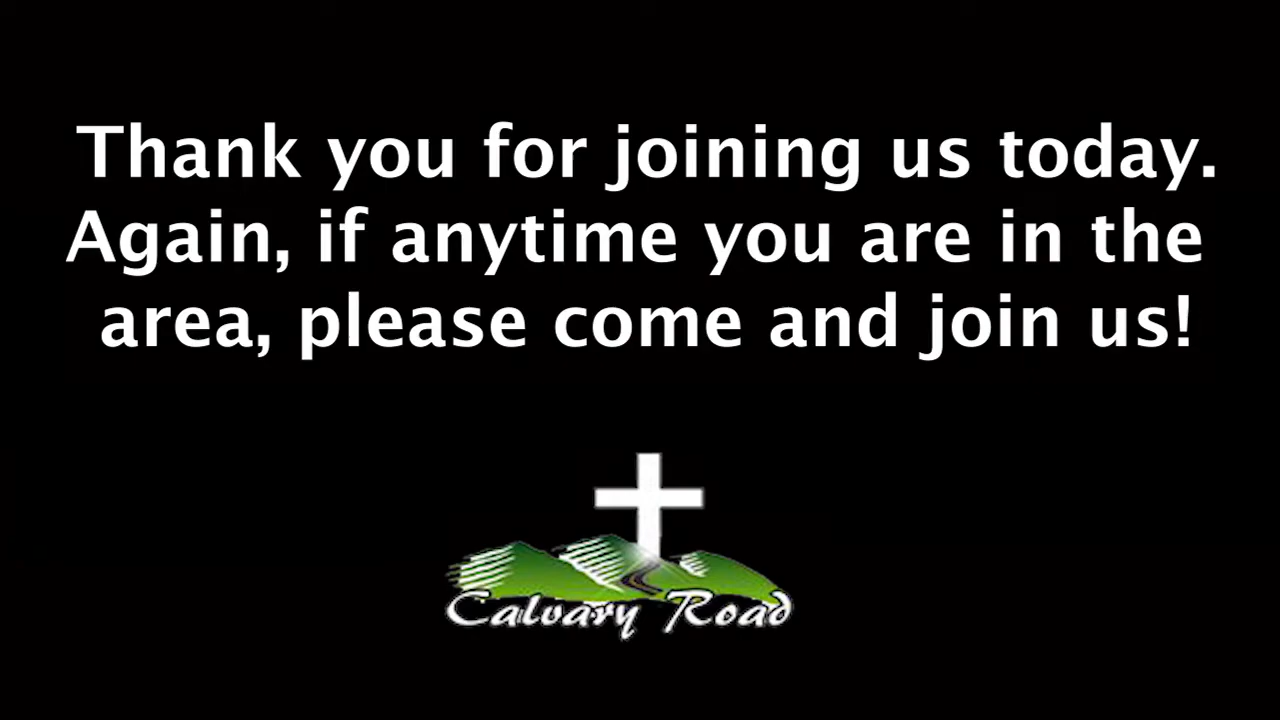 Thank you for joining us today.
Again, if anytime you are in the
area, please come and join us!
Calvary Road